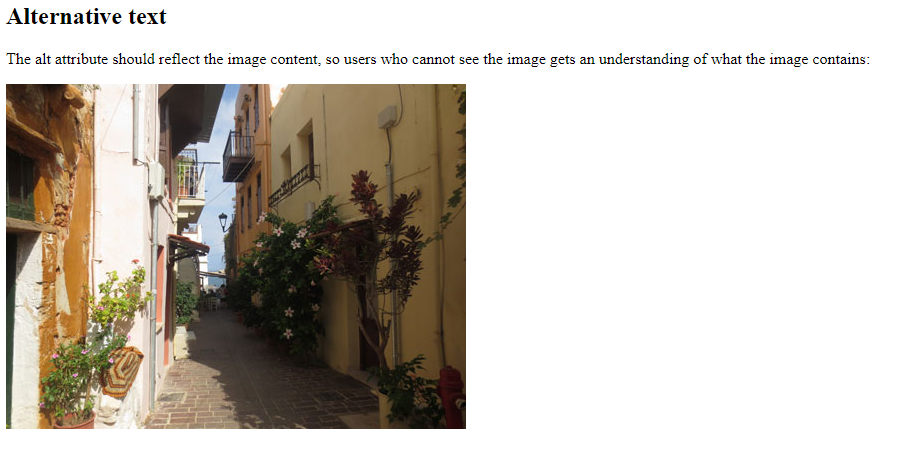 Alternative text
The alt attribute should reflect the image content, so users who cannot see the image gets an understanding of what the image contains: